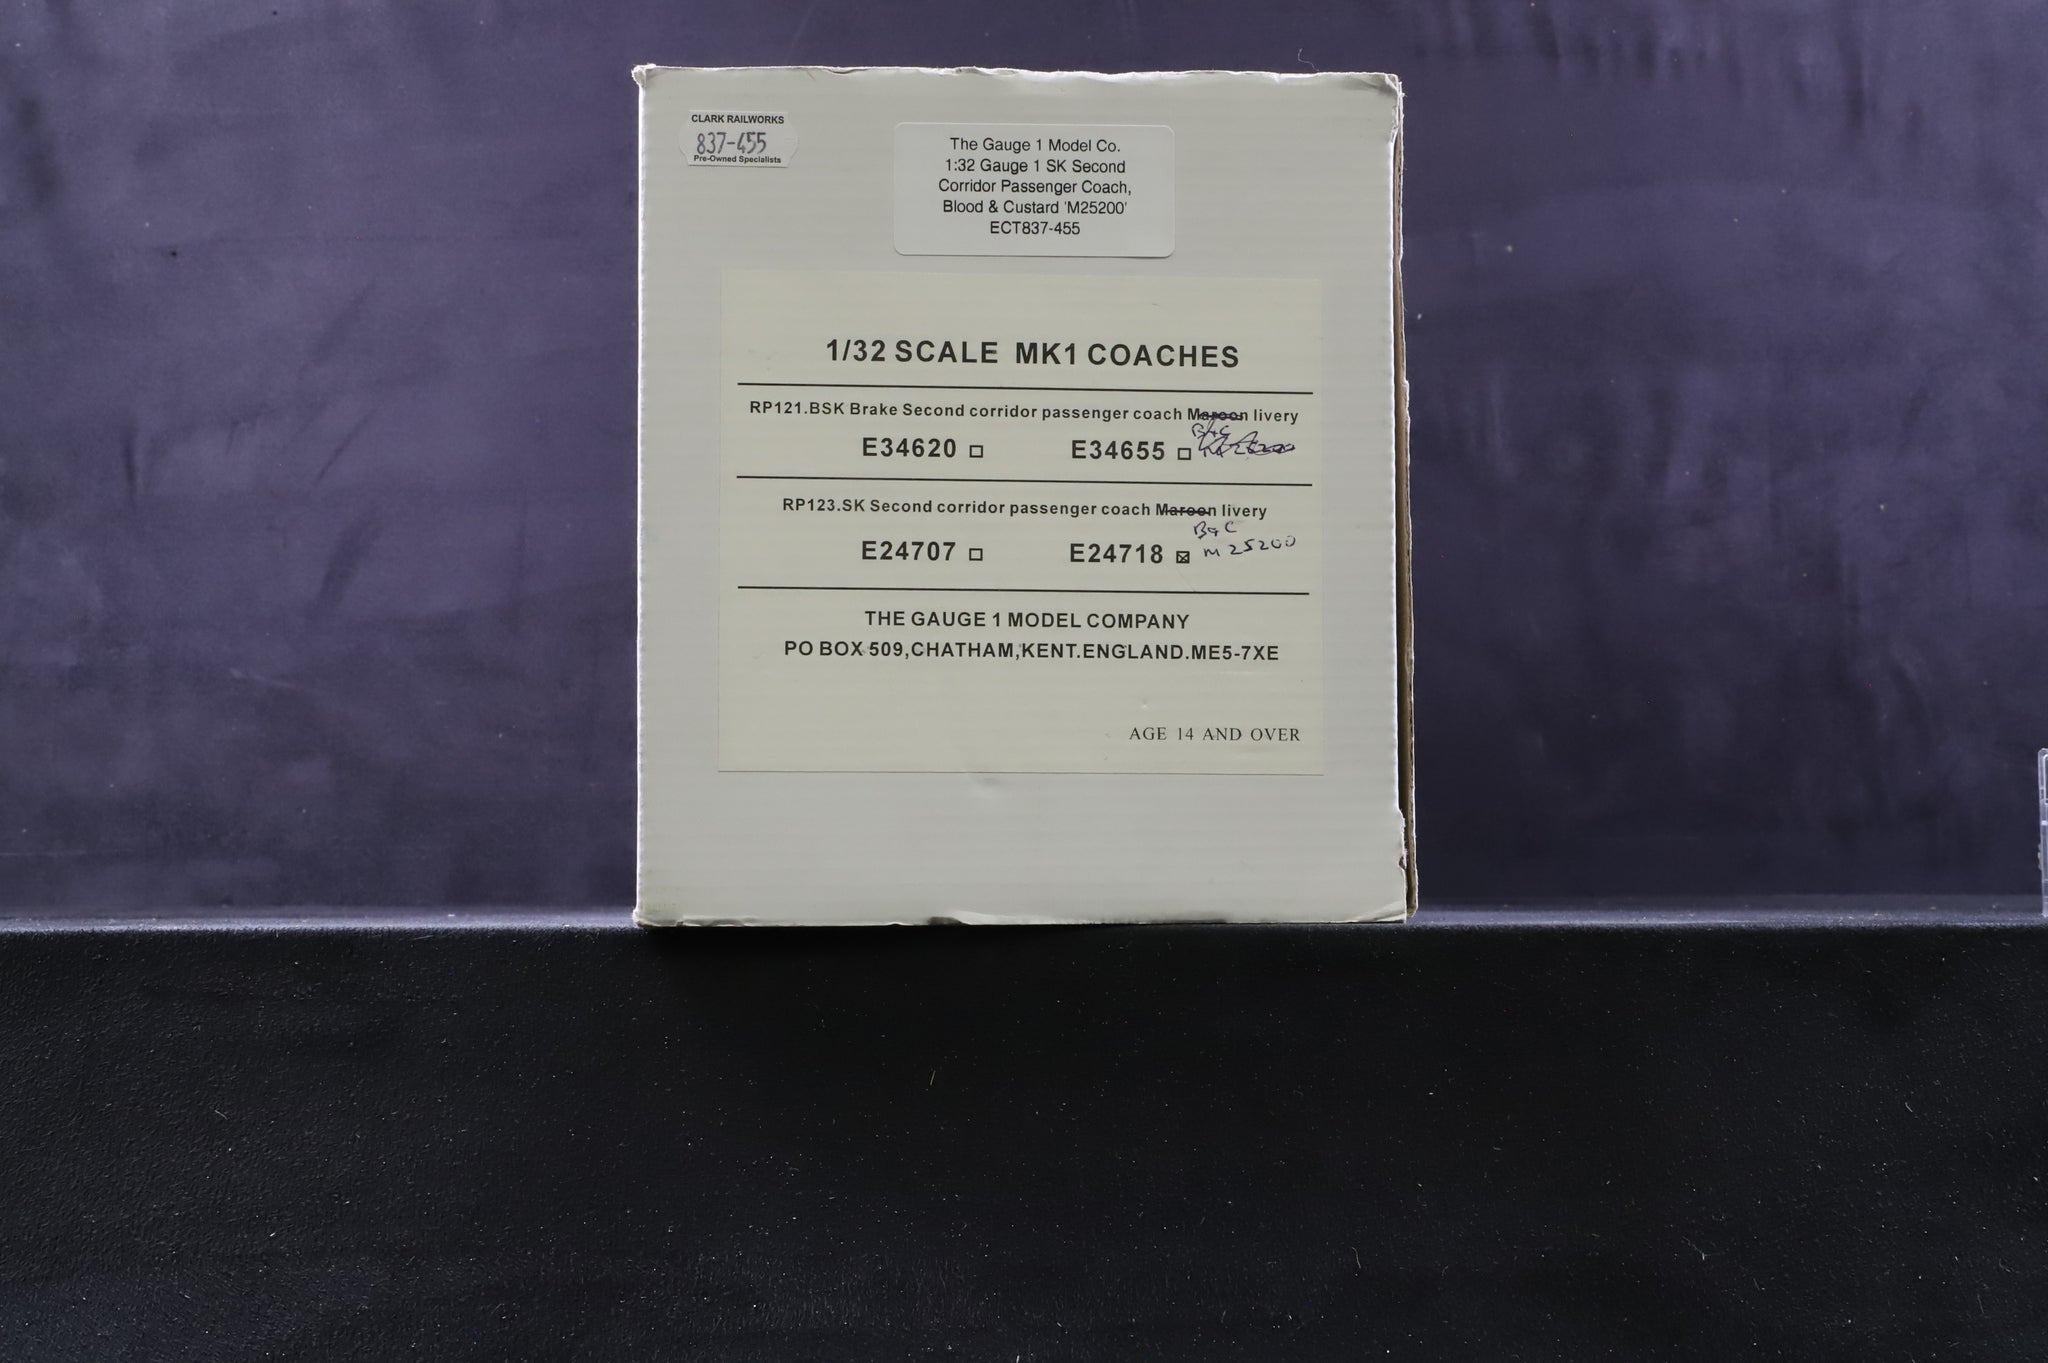 CLARK RAILWORKS
837-455
Pre-Owned Specialists
The Gauge 1 Model Co.
1:32 Gauge 1 SK Second
Corridor Passenger Coach,
Blood & Custard 'M25200'
ECT837-455
1/32 SCALE MK1 COACHES
RP121.BSK Brake Second corridor passenger coach Maroon livery
B+C
E34620 □ E34655 □
RP123.SK Second corridor passenger coach Maroon livery
B+C
E24707 □ E24718 ☒ M25200
THE GAUGE 1 MODEL COMPANY
PO BOX 509,CHATHAM,KENT.ENGLAND.ME5-7XE
AGE 14 AND OVER